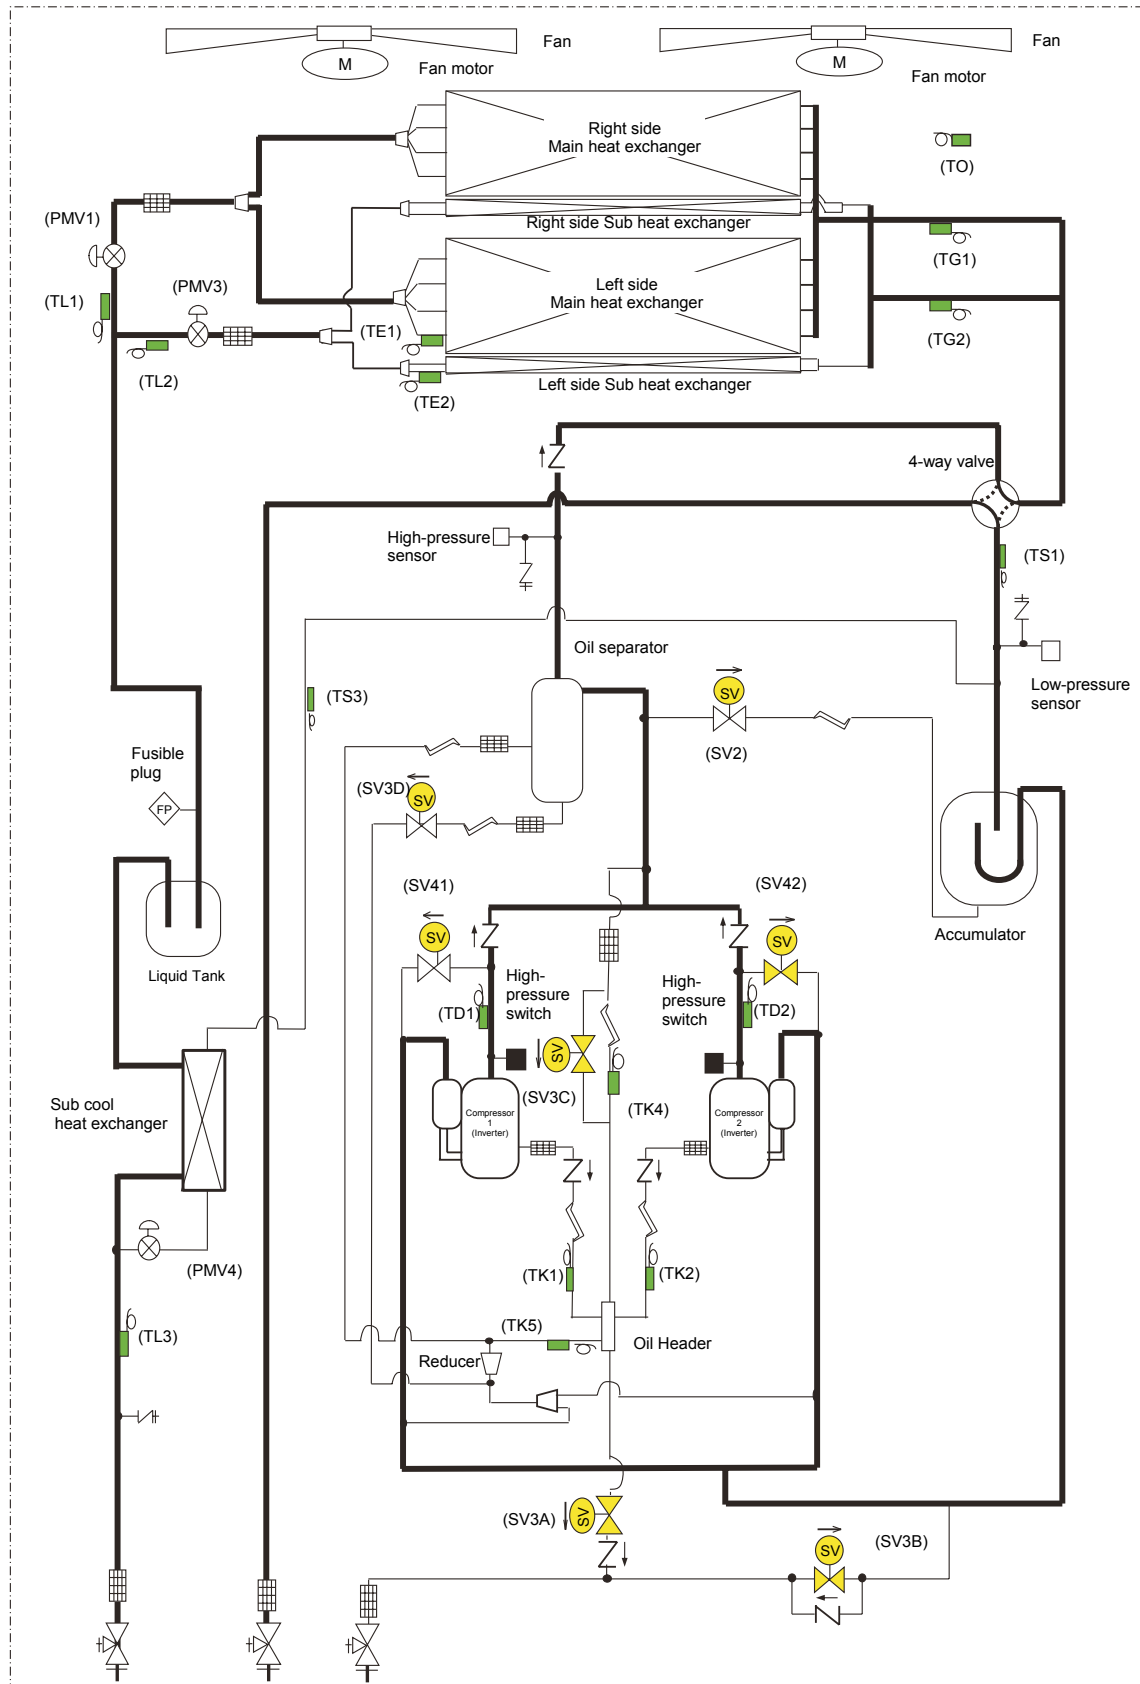 Fan
Fan
M
M
Fan motor
Fan motor
Right side
Main heat exchanger
(TO)
(PMV1)
Right side Sub heat exchanger
(TG1)
Left side
Main heat exchanger
(TL1)
(PMV3)
(TE1)
(TG2)
(TL2)
Left side Sub heat exchanger
(TE2)
4-way valve
High-pressure
sensor
(TS1)
Oil separator
(TS3)
SV
Low-pressure
sensor
(SV2)
Fusible
plug
(SV3D)
SV
FP
(SV41)
(SV42)
SV
SV
Accumulator
Liquid Tank
High-
pressure
switch
High-
pressure
switch
(TD1)
(TD2)
SV
(SV3C)
(TK4)
Sub cool
heat exchanger
Compressor
1
(Inverter)
Compressor
2
(Inverter)
(PMV4)
(TK1)
(TK2)
(TL3)
(TK5)
Oil Header
Reducer
(SV3A)
SV
(SV3B)
SV